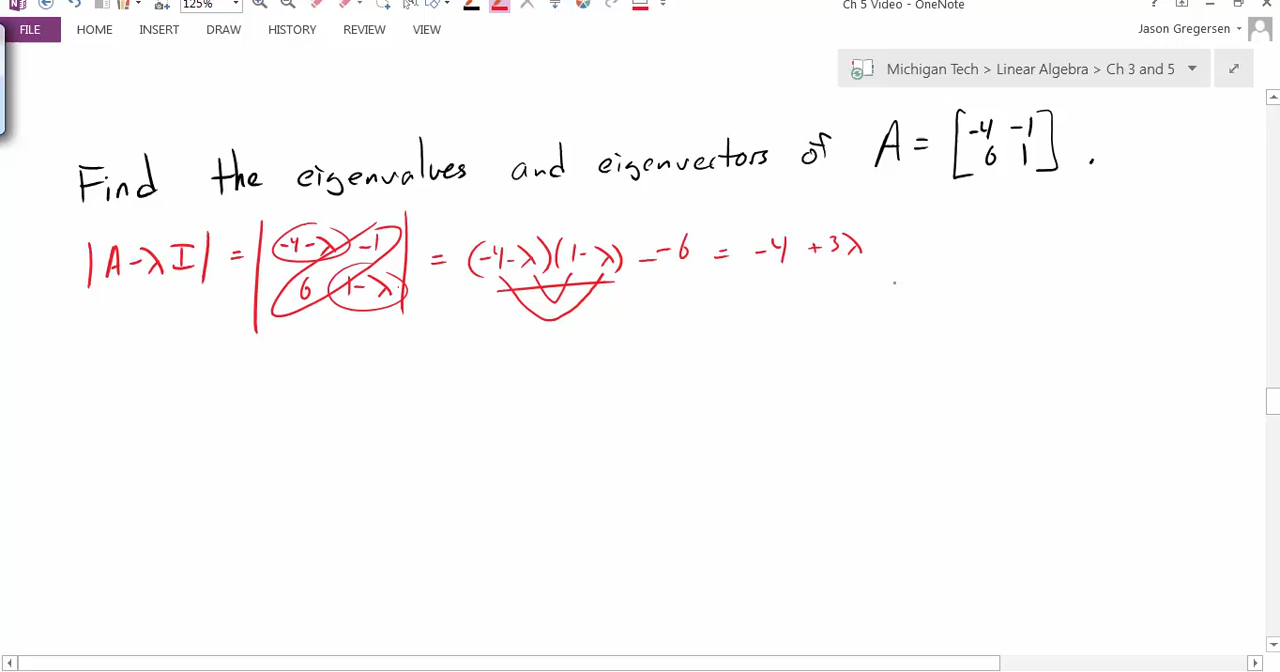 125%
Ch 5 Video - OneNote
FILE HOME INSERT DRAW HISTORY REVIEW VIEW
Jason Gregersen
Michigan Tech > Linear Algebra > Ch 3 and 5
Find the eigenvalues and eigenvectors of A = [-4 -1
6 1] .
|A-λI| = |-4-λ -1
6 1-λ| = (-4-λ)(1-λ) - -6 = -4 + 3λ